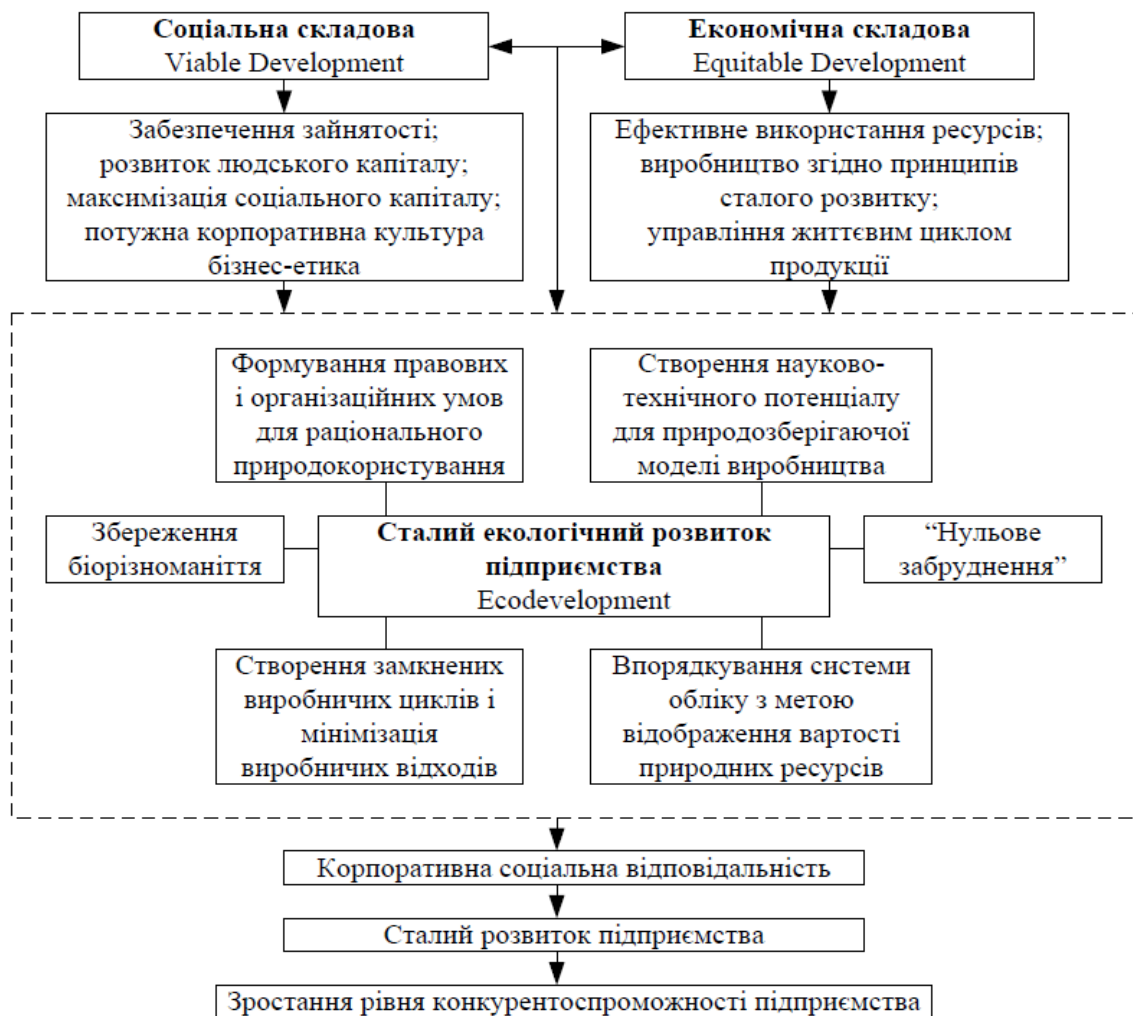 Соціальна складова
Viable Development
Економічна складова
Equitable Development
Забезпечення зайнятості;
розвиток людського капіталу;
максимізація соціального капіталу;
потужна корпоративна культура
бізнес-етика
Ефективне використання ресурсів;
виробництво згідно принципів
сталого розвитку;
управління життєвим циклом
продукції
Формування правових
і організаційних умов
для раціонального
природокористування
Створення науково-
технічного потенціалу
для природозберігаючої
моделі виробництва
Збереження
біорізноманіття
Сталий екологічний розвиток
підприємства
Ecodevelopment
“Нульове
забруднення”
Створення замкнених
виробничих циклів і
мінімізація
виробничих відходів
Впорядкування системи
обліку з метою
відображення вартості
природних ресурсів
Корпоративна соціальна відповідальність
Сталий розвиток підприємства
Зростання рівня конкурентоспроможності підприємства